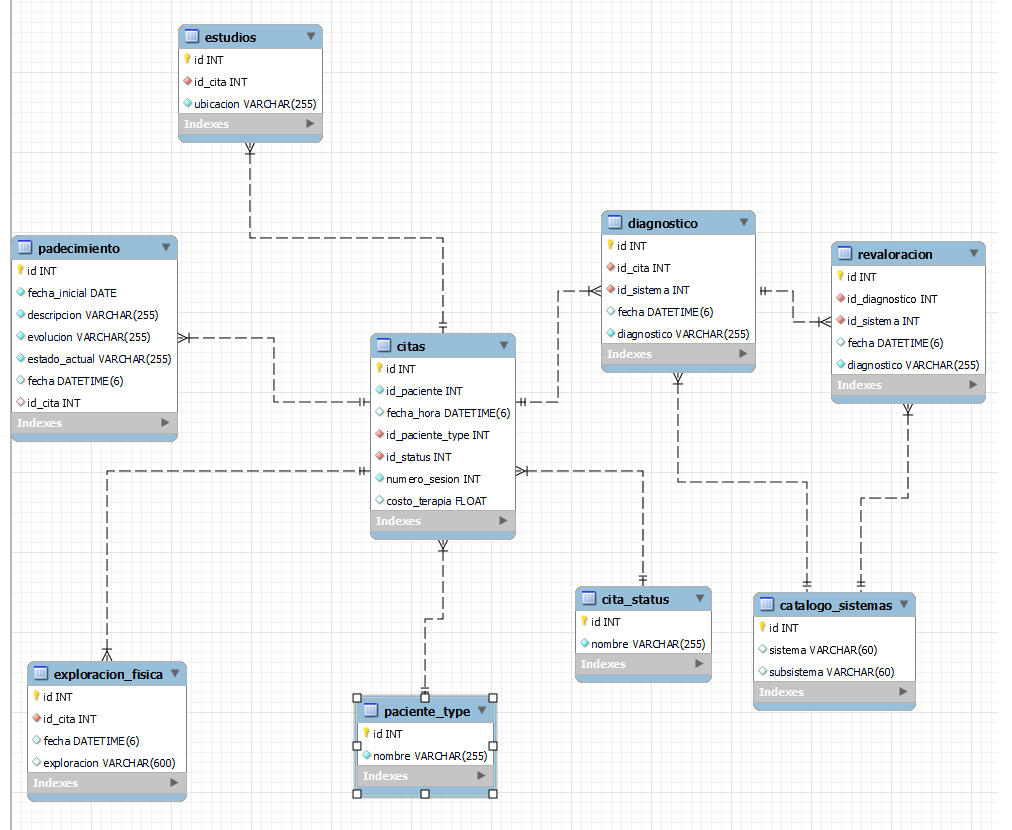 estudios
id INT
id_cita INT
ubicacion VARCHAR(255)
Indexes
padecimiento
id INT
fecha_inicial DATE
descripcion VARCHAR(255)
evolucion VARCHAR(255)
estado_actual VARCHAR(255)
fecha DATETIME(6)
id_cita INT
Indexes
citas
id INT
id_paciente INT
fecha_hora DATETIME(6)
id_paciente_type INT
id_status INT
numero_sesion INT
costo_terapia FLOAT
Indexes
diagnostico
id INT
id_cita INT
id_sistema INT
fecha DATETIME(6)
diagnostico VARCHAR(255)
Indexes
revaloracion
id INT
id_diagnostico INT
id_sistema INT
fecha DATETIME(6)
diagnostico VARCHAR(255)
Indexes
exploracion_fisica
id INT
id_cita INT
fecha DATETIME(6)
exploracion VARCHAR(600)
Indexes
paciente_type
id INT
nombre VARCHAR(255)
Indexes
cita_status
id INT
nombre VARCHAR(255)
Indexes
catalogo_sistemas
id INT
sistema VARCHAR(60)
subsistema VARCHAR(60)
Indexes